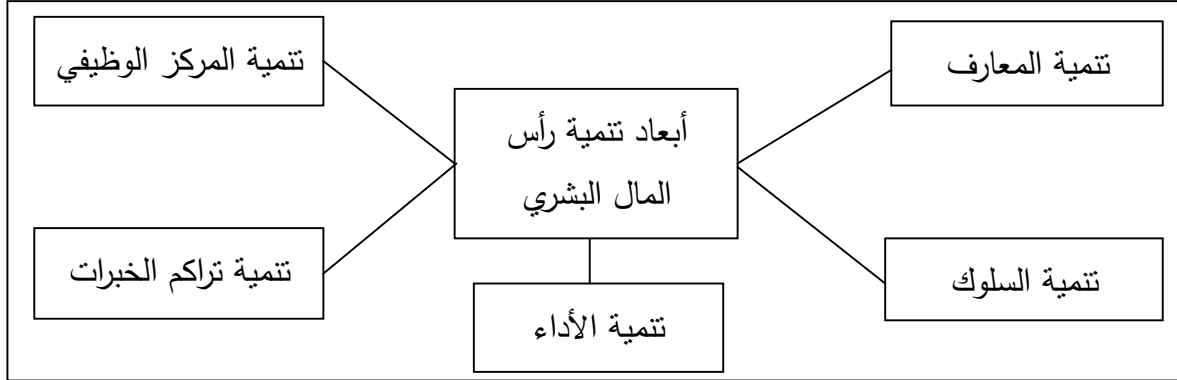 تنمية المعارف
تنمية المركز الوظيفي
أبعاد تنمية رأس
المال البشري
تنمية السلوك
تنمية تراكم الخبرات
تنمية الأداء